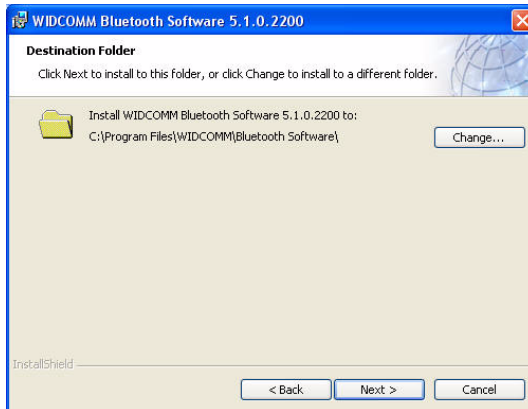 WIDCOMM Bluetooth Software 5.1.0.2200
Destination Folder
Click Next to install to this folder, or click Change to install to a different folder.
Install WIDCOMM Bluetooth Software 5.1.0.2200 to:
C:\Program Files\WIDCOMM\Bluetooth Software\
Change...
InstallShield
< Back
Next >
Cancel